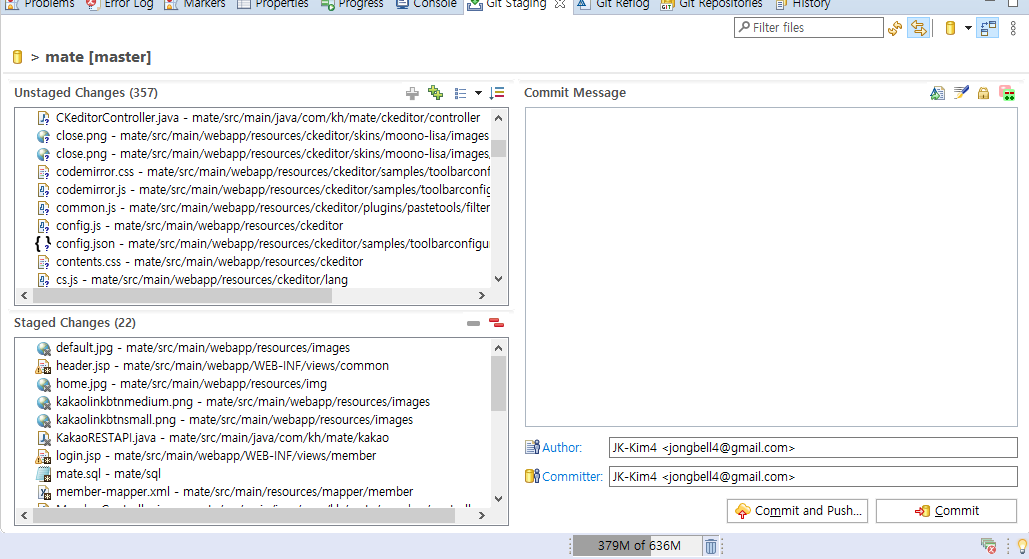 Problems Error Log Markers Properties Progress Console Git Staging Git Reflog Git Repositories History
Filter files
> mate [master]
Unstaged Changes (357)
CKeditorController.java - mate/src/main/java/com/kh/mate/ckeditor/controller
close.png - mate/src/main/webapp/resources/ckeditor/skins/moono-lisa/images
close.png - mate/src/main/webapp/resources/ckeditor/skins/moono-lisa/images,
codemirror.css - mate/src/main/webapp/resources/ckeditor/samples/toolbarconfig
codemirror.js - mate/src/main/webapp/resources/ckeditor/samples/toolbarconfig
common.js - mate/src/main/webapp/resources/ckeditor/plugins/pastetools/filter
config.js - mate/src/main/webapp/resources/ckeditor
config.json - mate/src/main/webapp/resources/ckeditor/samples/toolbarconfigu
contents.css - mate/src/main/webapp/resources/ckeditor
cs.js - mate/src/main/webapp/resources/ckeditor/lang
Staged Changes (22)
default.jpg - mate/src/main/webapp/resources/images
header.jsp - mate/src/main/webapp/WEB-INF/views/common
home.jpg - mate/src/main/webapp/resources/img
kakaolinkbtnmedium.png - mate/src/main/webapp/resources/images
kakaolinkbtnsmall.png - mate/src/main/webapp/resources/images
KakaoRESTAPI.java - mate/src/main/java/com/kh/mate/kakao
login.jsp - mate/src/main/webapp/WEB-INF/views/member
mate.sql - mate/sql
member-mapper.xml - mate/src/main/resources/mapper/member
Commit Message
Author: JK-Kim4 <jongbell4@gmail.com>
Committer: JK-Kim4 <jongbell4@gmail.com>
Commit and Push... Commit
379M of 636M